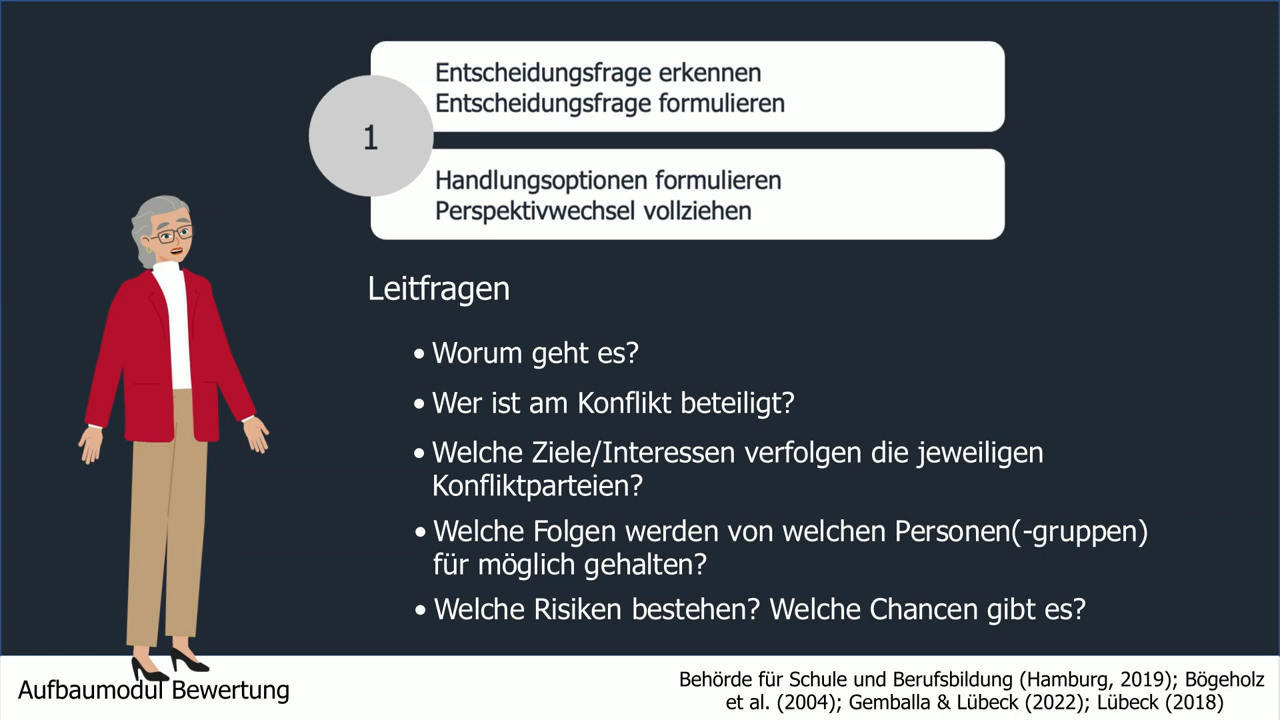 Entscheidungsfrage erkennen
Entscheidungsfrage formulieren
1
Handlungsoptionen formulieren
Perspektivwechsel vollziehen
Leitfragen
• Worum geht es?
• Wer ist am Konflikt beteiligt?
• Welche Ziele/Interessen verfolgen die jeweiligen
Konfliktparteien?
• Welche Folgen werden von welchen Personen(-gruppen)
für möglich gehalten?
• Welche Risiken bestehen? Welche Chancen gibt es?
Aufbaumodul Bewertung
Behörde für Schule und Berufsbildung (Hamburg, 2019); Bögeholz
et al. (2004); Gemballa & Lübeck (2022); Lübeck (2018)